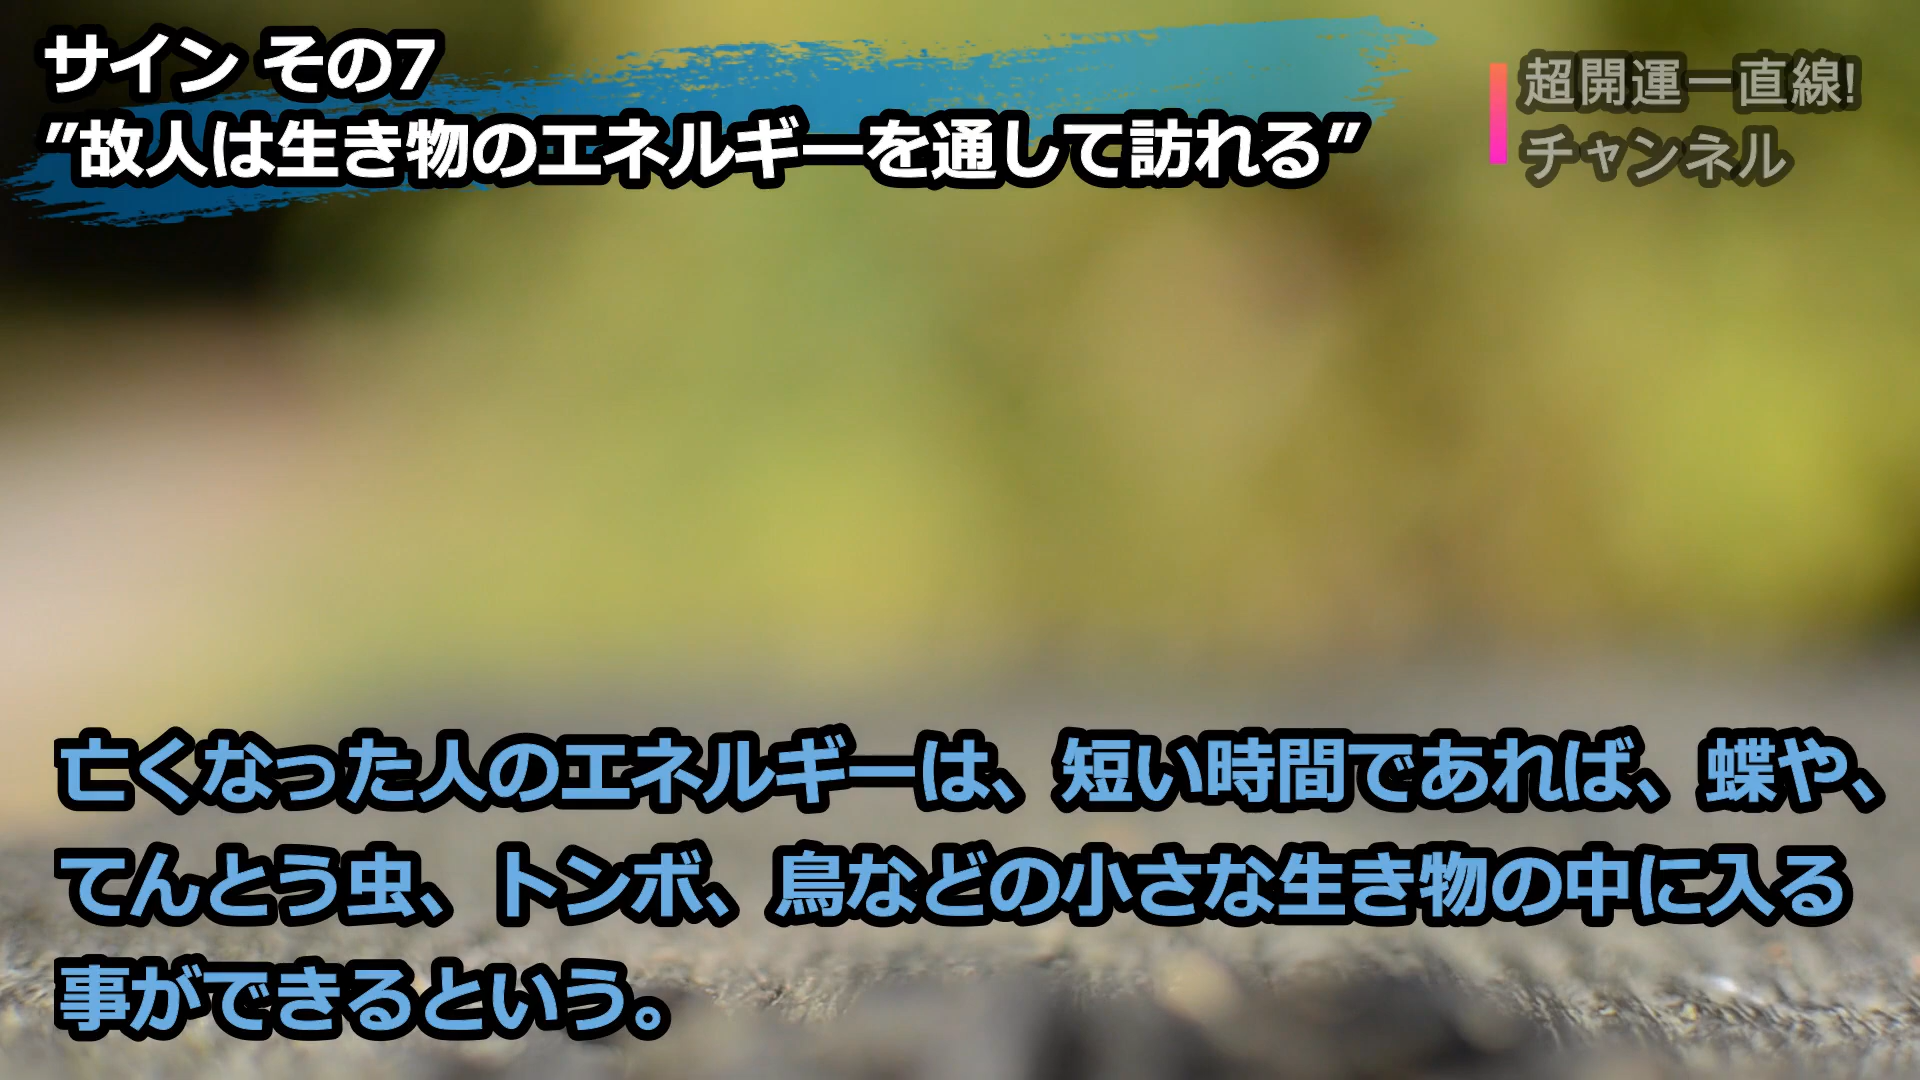 サイン その7
”故人は生き物のエネルギーを通して訪れる”
超開運一直線!
チャンネル
亡くなった人のエネルギーは、短い時間であれば、蝶や、
てんとう虫、トンボ、鳥などの小さな生き物の中に入る
事ができるという。